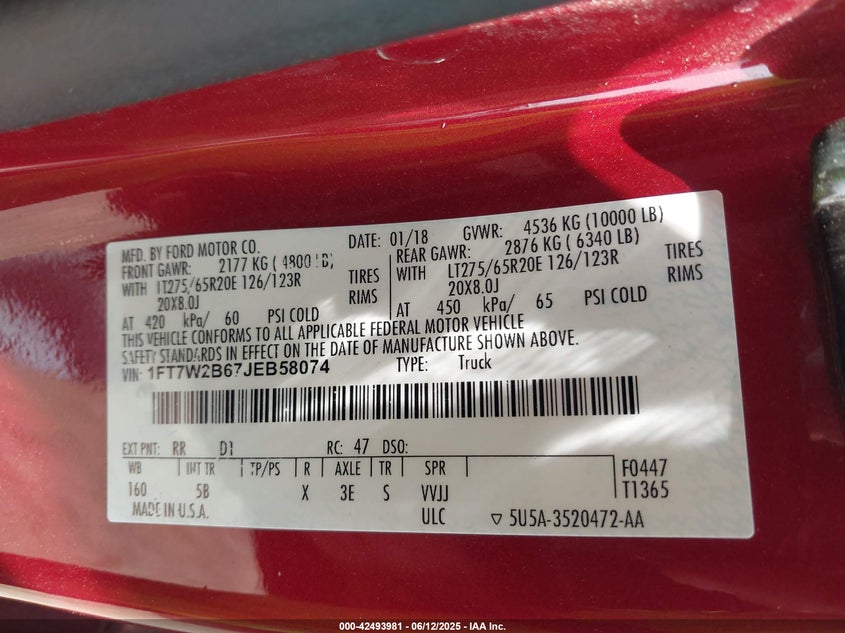 MFD. BY FORD MOTOR CO. DATE: 01/18 GVWR: 4536 KG (10000 LB)
FRONT GAWR: 2177 KG ( 4800 LB) REAR GAWR: 2876 KG ( 6340 LB)
WITH LT275/65R20E 126/123R TIRES WITH LT275/65R20E 126/123R TIRES
20X8.0J RIMS 20X8.0J RIMS
AT 420 kPa/ 60 PSI COLD AT 450 kPa/ 65 PSI COLD
THIS VEHICLE CONFORMS TO ALL APPLICABLE FEDERAL MOTOR VEHICLE
SAFETY STANDARDS IN EFFECT ON THE DATE OF MANUFACTURE SHOWN ABOVE.
VIN: 1FT7W2B67JEB58074 TYPE: Truck
EXT PNT: RR D1 RC: 47 DSO:
WB INT TR TP/PS R AXLE TR SPR F0447
160 5B X 3E S VVJJ T1365
MADE IN U.S.A. ULC ▽ 5U5A-3520472-AA
000-42493981 - 06/12/2025 - IAA Inc.